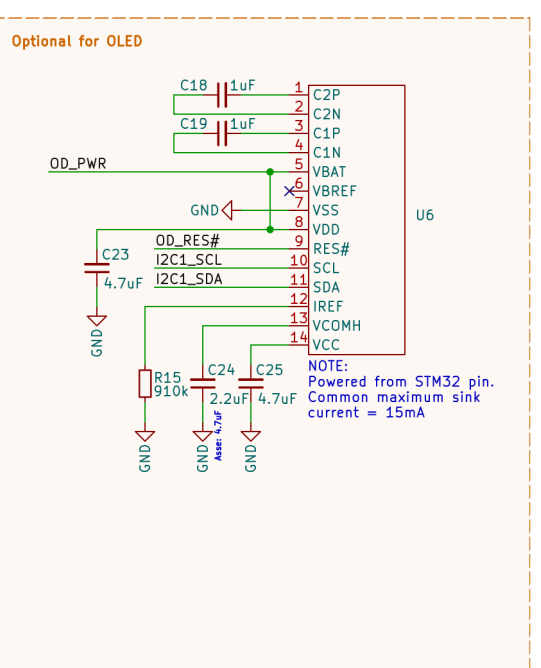 Optional for OLED
C18 1uF
1
C2P
2
C2N
C19 1uF
3
C1P
4
C1N
OD_PWR
5
VBAT
6
VBREF
GND
7
VSS
U6
8
VDD
OD_RES#
9
RES#
C23
4.7uF
I2C1_SCL
10
SCL
I2C1_SDA
11
SDA
12
IREF
13
VCOMH
14
VCC
GND
NOTE:
Powered from STM32 pin.
Common maximum sink
current = 15mA
R15
910k
C24
2.2uF
Asse: 4.7uF
C25
4.7uF
GND
GND
GND